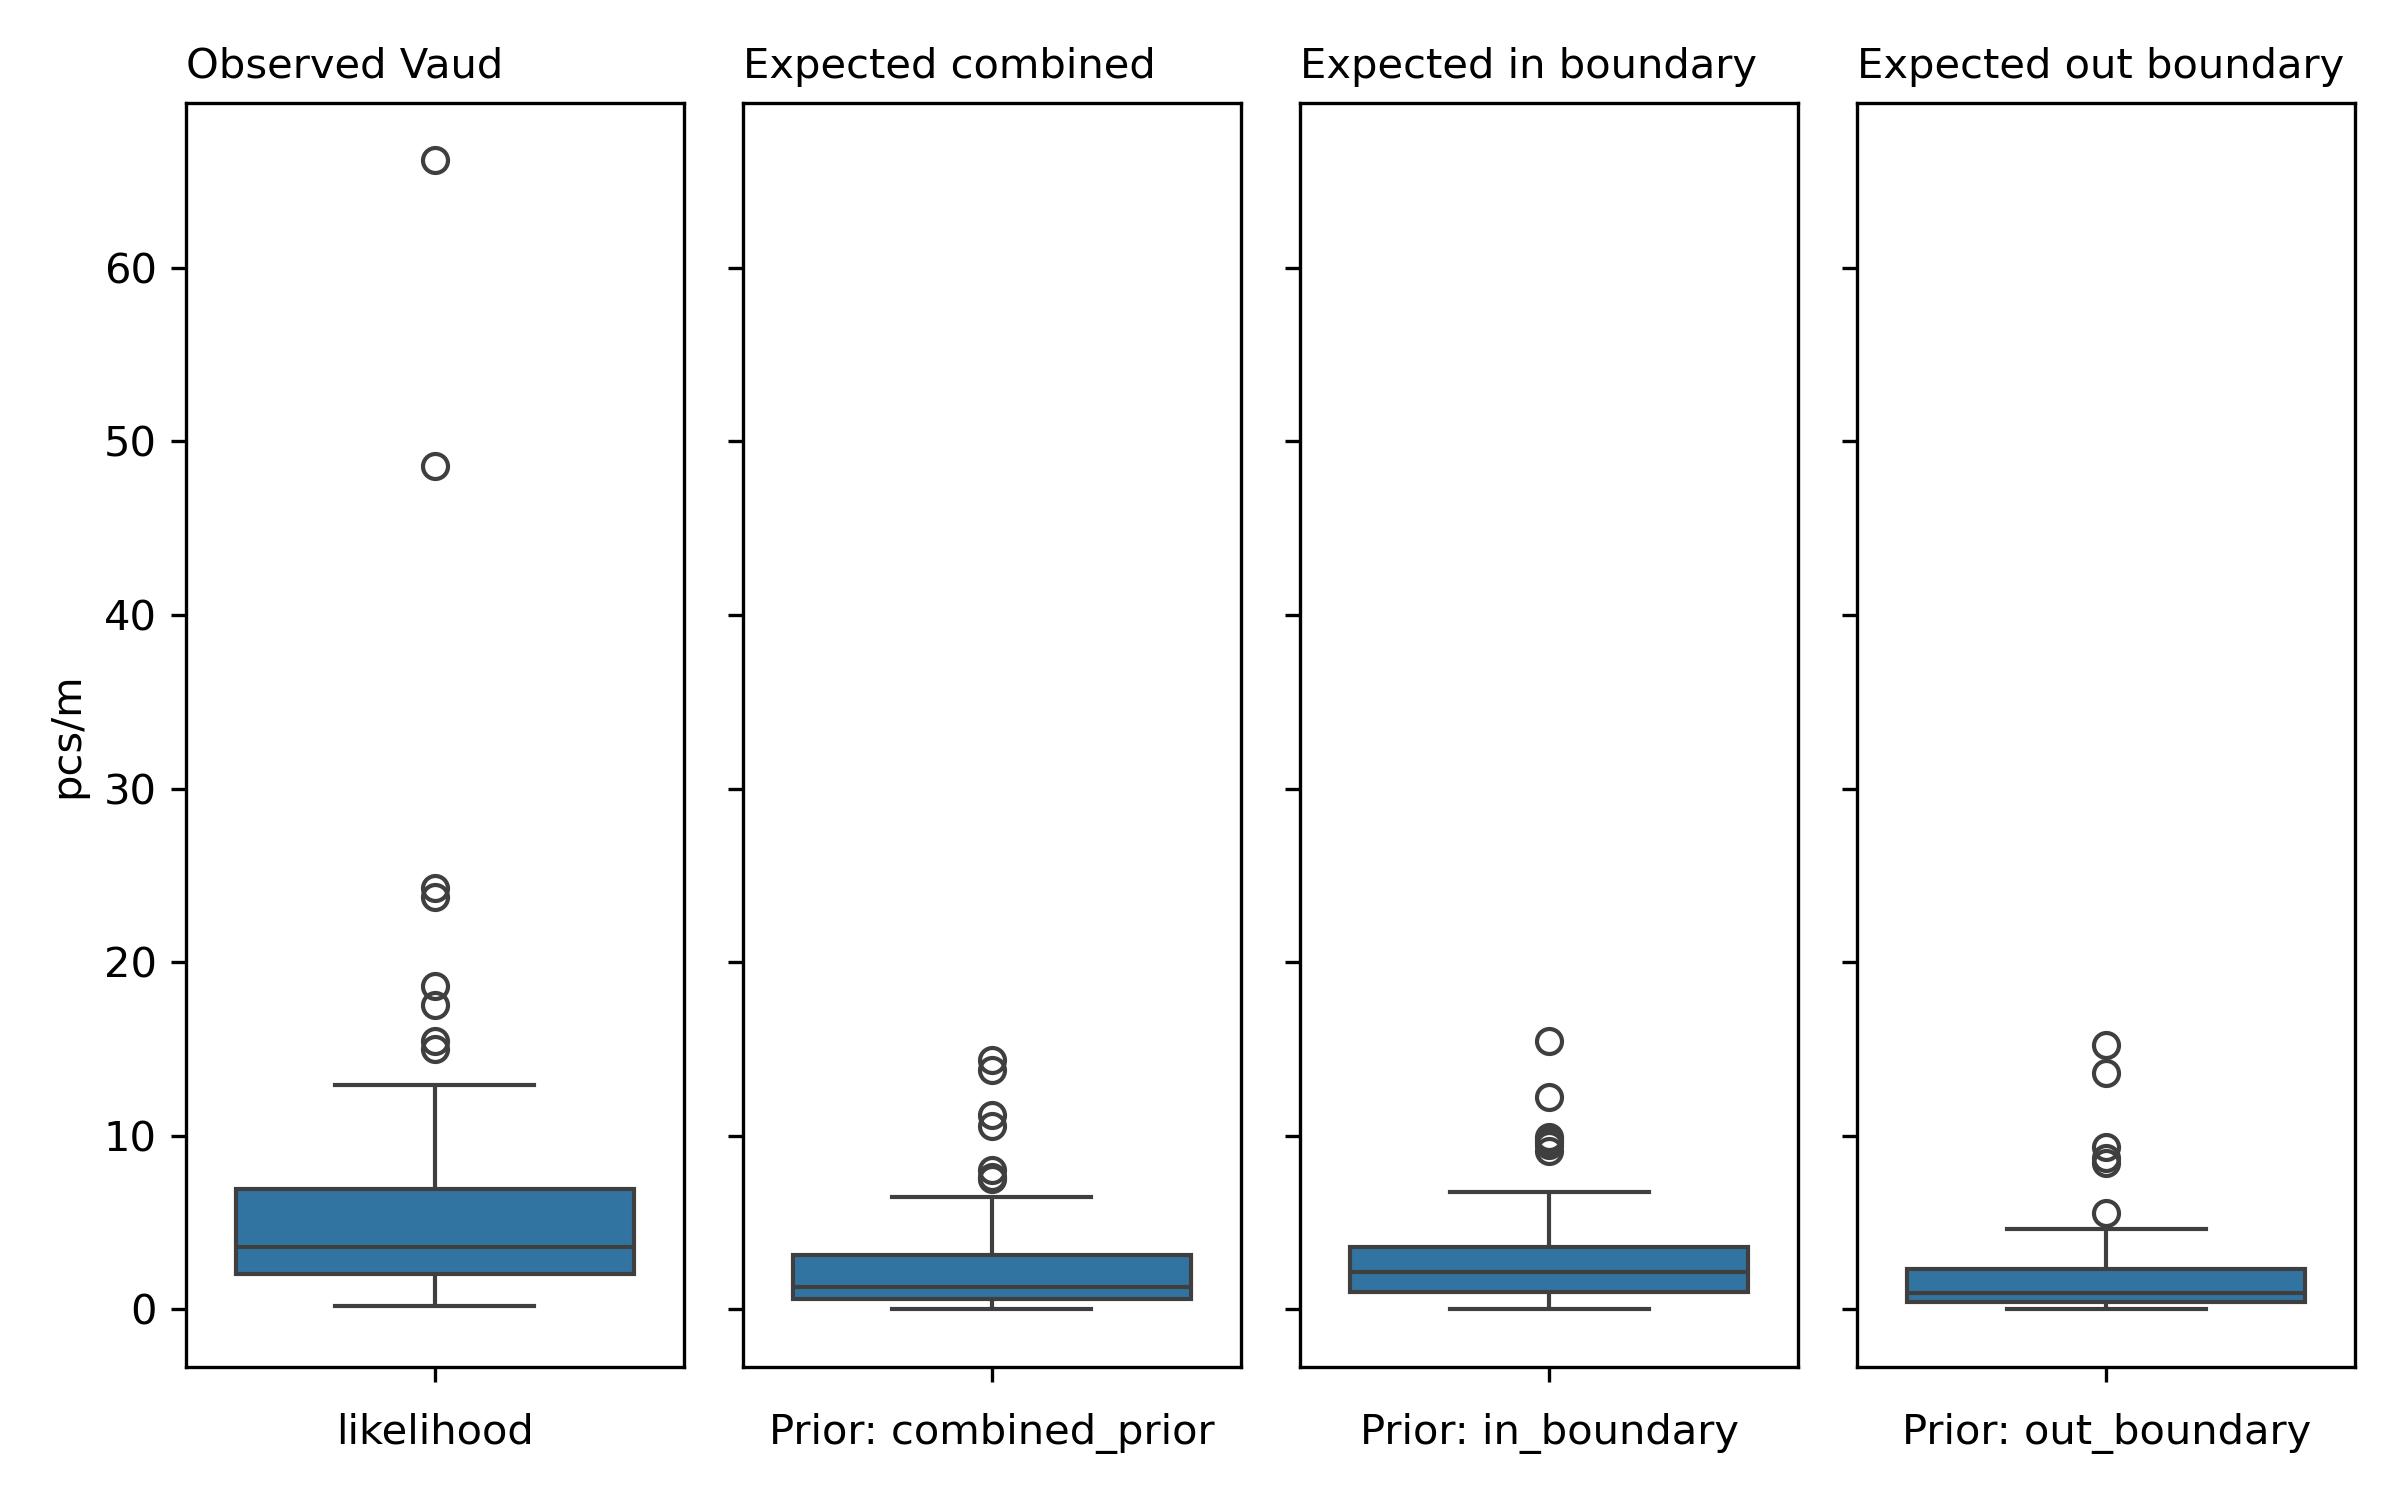 Observed Vaud
Expected combined
Expected in boundary
Expected out boundary
pcs/m
60
50
40
30
20
10
0
likelihood
Prior: combined_prior
Prior: in_boundary
Prior: out_boundary